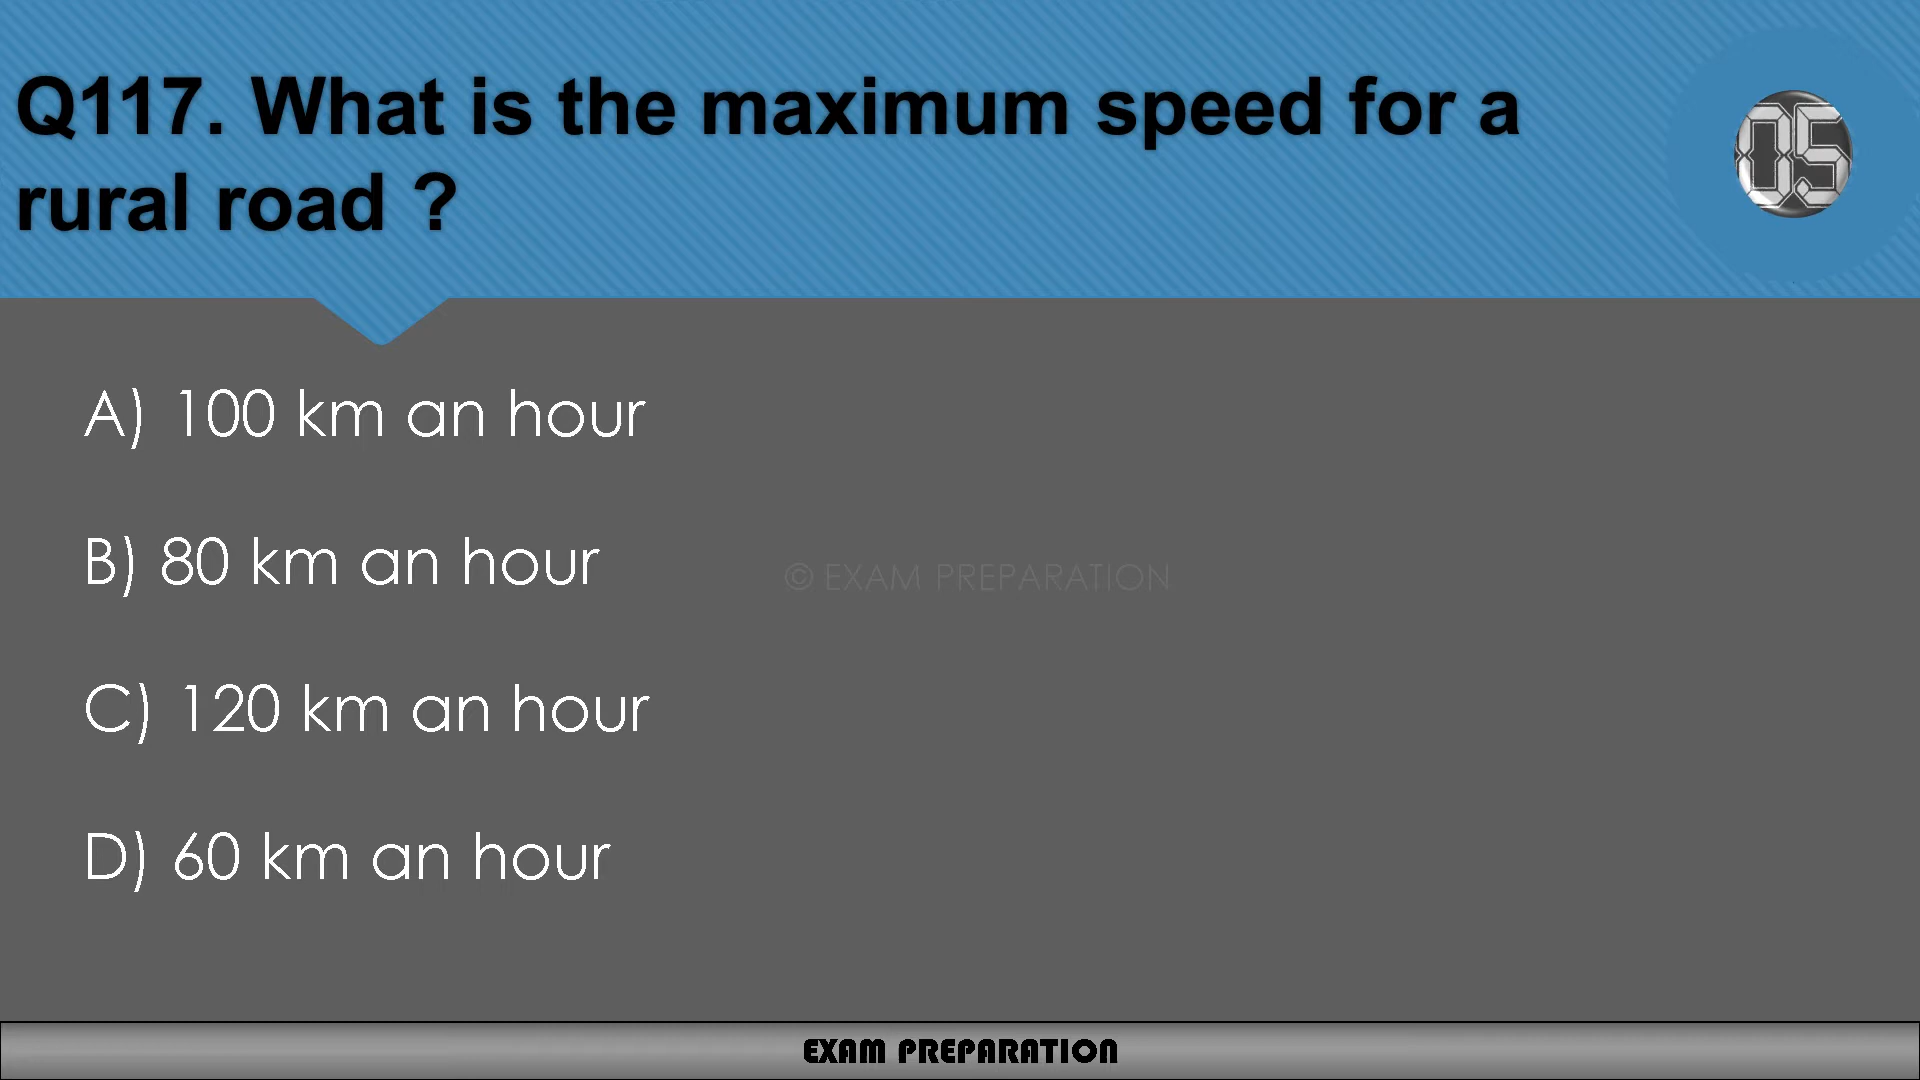 Q117. What is the maximum speed for a
rural road ?
05
A) 100 km an hour
B) 80 km an hour
© EXAM PREPARATION
C) 120 km an hour
D) 60 km an hour
EXAM PREPARATION